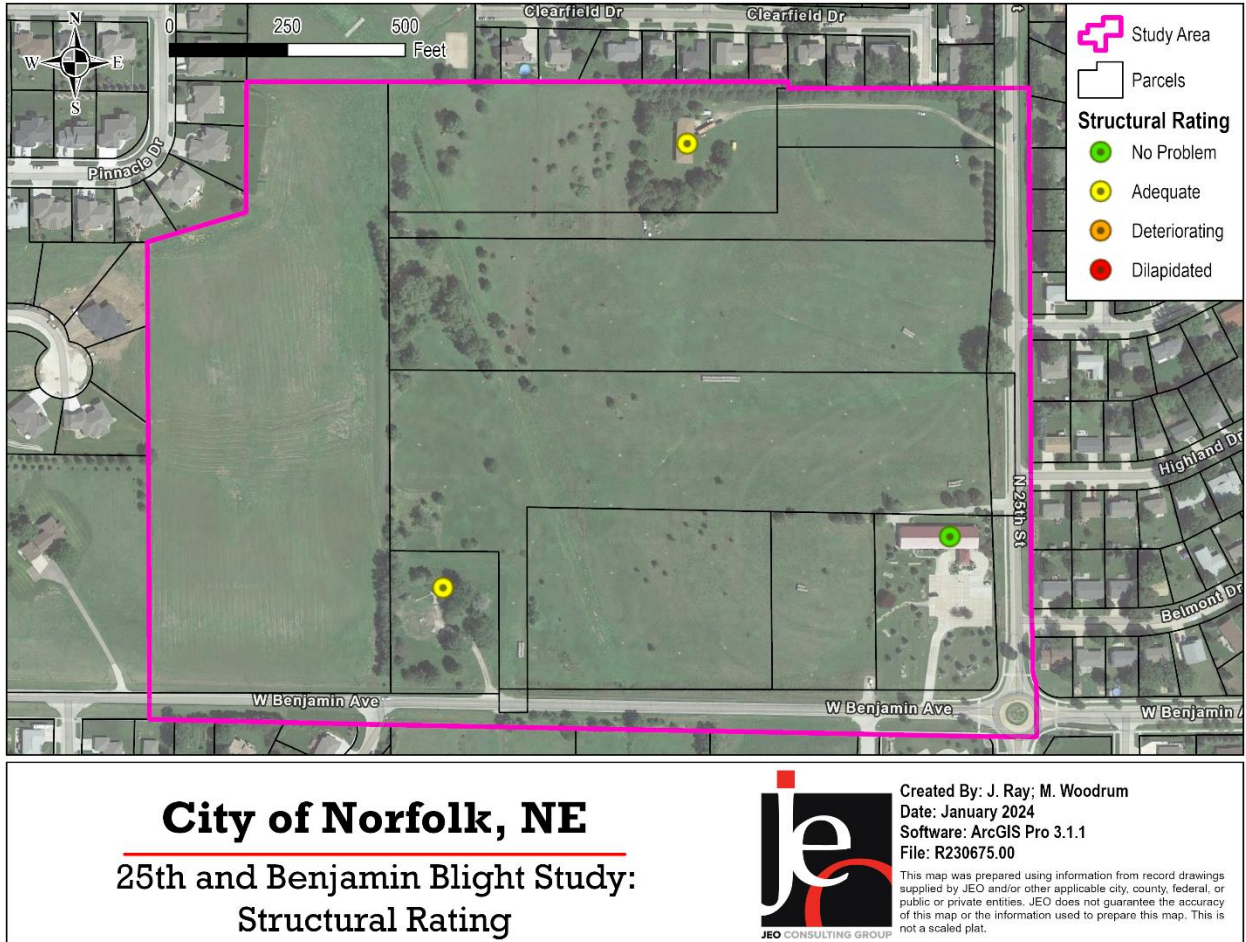 N
W
E
S
0
250
500
Feet
Clearfield Dr
Clearfield Dr
t
Pinnacle Dr
Study Area
Parcels
Structural Rating
No Problem
Adequate
Deteriorating
Dilapidated
Highland Dr
N 25th St
Belmont Dr
W Benjamin Ave
W Benjamin Ave
W Benjamin A
City of Norfolk, NE
25th and Benjamin Blight Study:
Structural Rating
jeo
JEO CONSULTING GROUP
Created By: J. Ray; M. Woodrum
Date: January 2024
Software: ArcGIS Pro 3.1.1
File: R230675.00
This map was prepared using information from record drawings
supplied by JEO and/or other applicable city, county, federal, or
public or private entities. JEO does not guarantee the accuracy
of this map or the information used to prepare this map. This is
not a scaled plat.